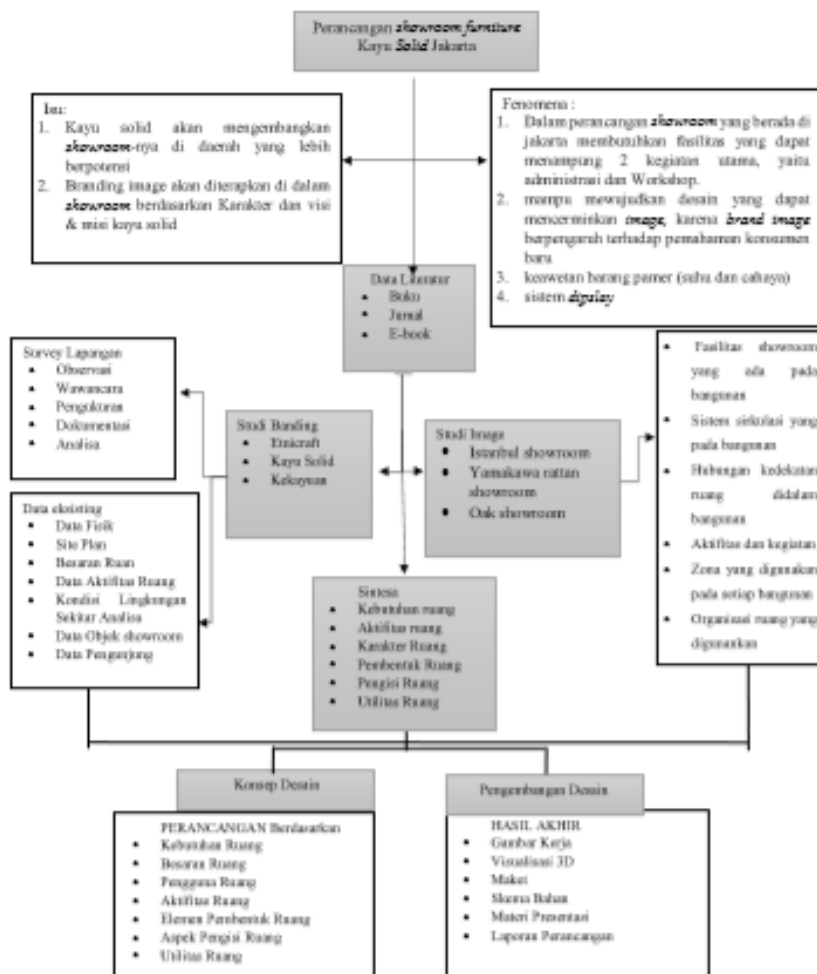 Perancangan showroom furniture
Kayu Solid Jakarta
Isu:
1. Kayu solid akan mengembangkan
showroom-nya di daerah yang lebih
berpotensi
2. Branding image akan diterapkan di dalam
showroom berdasarkan Karakter dan visi
& misi kayu solid
Fenomena :
1. Dalam perancangan showroom yang berada di
jakarta membutuhkan fasilitas yang dapat
menampung 2 kegiatan utama, yaitu
administrasi dan Workshop.
2. mampu mewujudkan desain yang dapat
mencerminkan image, karena brand image
berpengaruh terhadap pemahaman konsumen
baru
3. keawetan barang pamer (suhu dan cahaya)
4. sistem dipslay
Data Literatur
• Buku
• Jurnal
• E-book
Survey Lapangan
• Observasi
• Wawancara
• Pengukuran
• Dokumentasi
• Analisa
Studi Banding
• Etnicraft
• Kayu Solid
• Kekayuan
Studi Image
• Istanbul showroom
• Yamakawa rattan
showroom
• Oak showroom
• Fasilitas showroom
yang ada pada
bangunan
• Sistem sirkulasi yang
pada bangunan
• Hubungan kedekatan
ruang didalam
bangunan
• Aktifitas dan kegiatan
• Zona yang digunakan
pada setiap bangunan
• Organisasi ruang yang
digunankan
Data eksisting
• Data Fisik
• Site Plan
• Besaran Ruan
• Data Aktifitas Ruang
• Kondisi Lingkungan
Sekitar Analisa
• Data Objek showroom
• Data Pengunjung
Sintesa
• Kebutuhan ruang
• Aktifitas ruang
• Karakter Ruang
• Pembentuk Ruang
• Pengisi Ruang
• Utilitas Ruang
Konsep Desain
PERANCANGAN Berdasarkan
• Kebutuhan Ruang
• Besaran Ruang
• Pengguna Ruang
• Aktifitas Ruang
• Elemen Pembentuk Ruang
• Aspek Pengisi Ruang
• Utilitas Ruang
Pengembangan Desain
HASIL AKHIR
• Gambar Kerja
• Visualisasi 3D
• Maket
• Skema Bahan
• Materi Presentasi
• Laporan Perancangan